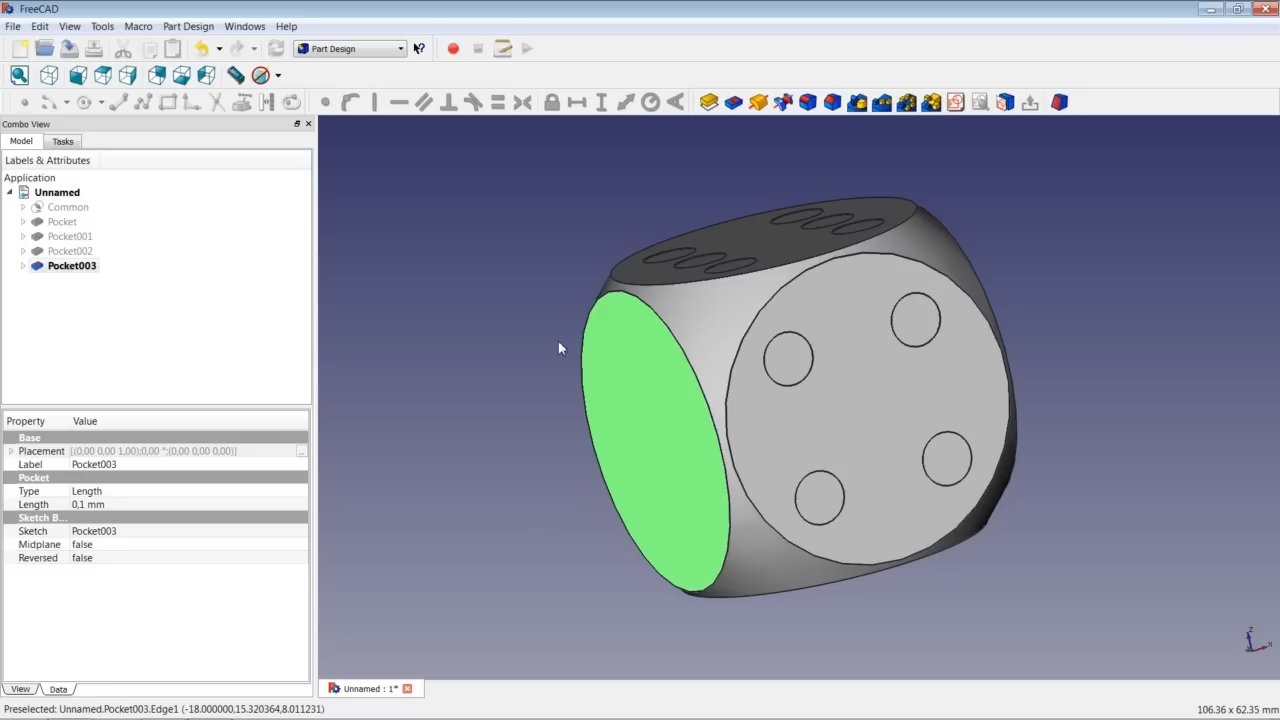 FreeCAD
File Edit View Tools Macro Part Design Windows Help
Part Design
Combo View
Model Tasks
Labels & Attributes
Application
Unnamed
Common
Pocket
Pocket001
Pocket002
Pocket003
Property Value
Base
Placement [(0,00 0,00 1,00);0,00 °;(0,00 0,00 0,00)] ...
Label Pocket003
Pocket
Type Length
Length 0,1 mm
Sketch B...
Sketch Pocket003
Midplane false
Reversed false
z
x
View Data
Unnamed : 1*
Preselected: Unnamed.Pocket003.Edge1 (-18.000000,15.320364,8.011231)
106.36 x 62.35 mm